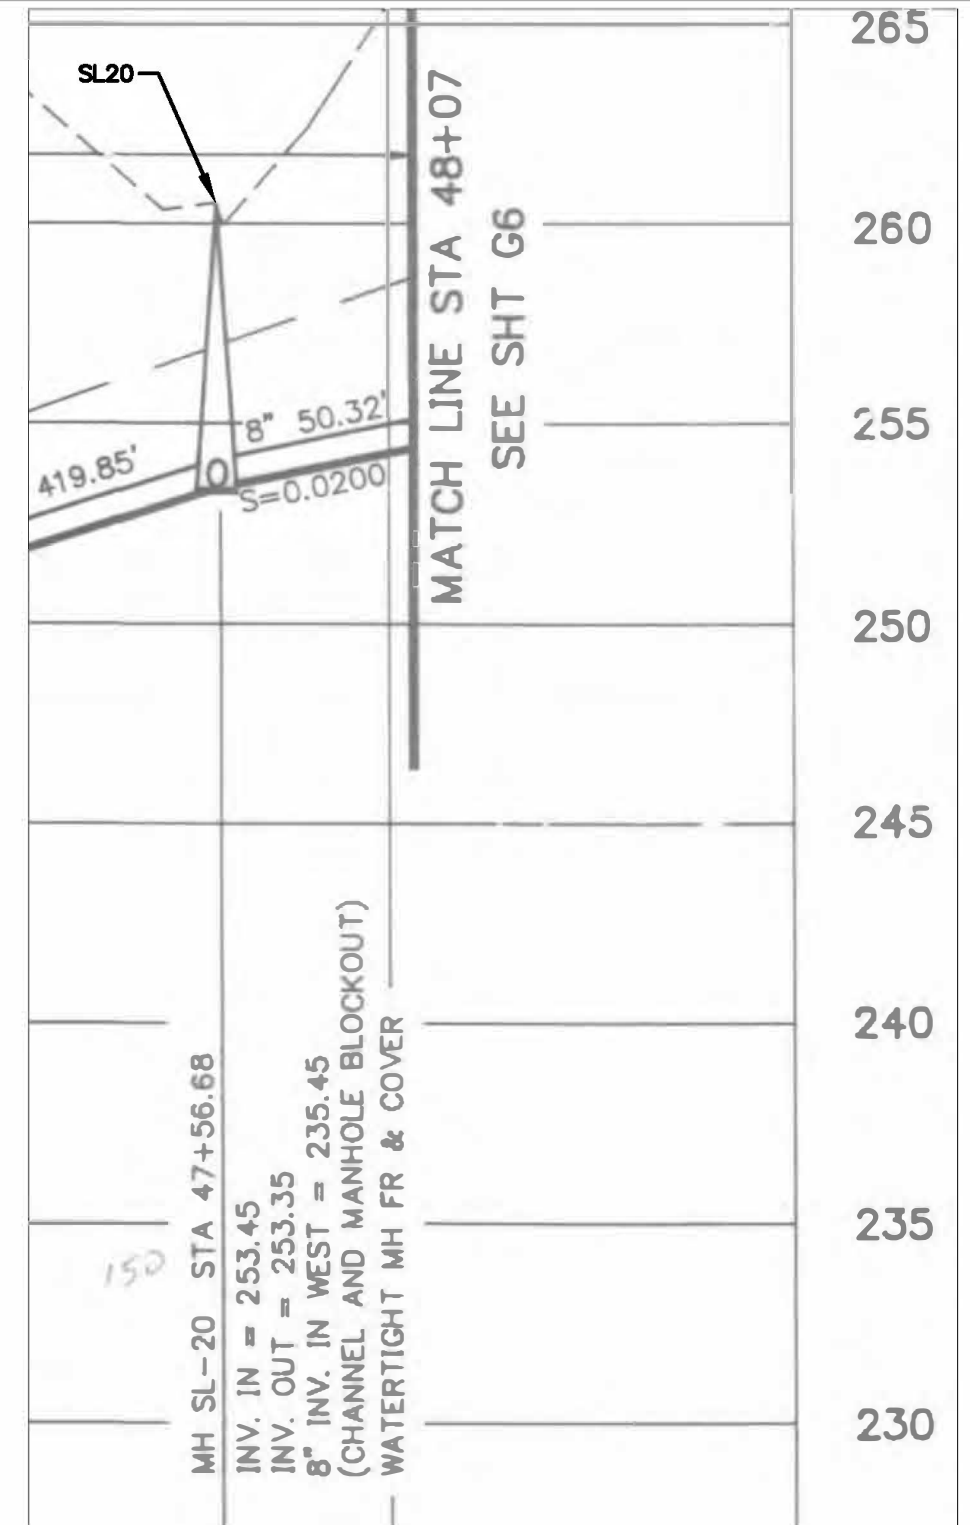 265
SL20
MATCH LINE STA 48+07
SEE SHT G6
260
255
8" 50.32'
419.85'
S=0.0200
250
245
240
235
230
150
MH SL-20 STA 47+56.68
INV. IN = 253.45
INV. OUT = 253.35
8" INV. IN WEST = 235.45
(CHANNEL AND MANHOLE BLOCKOUT)
WATERTIGHT MH FR & COVER